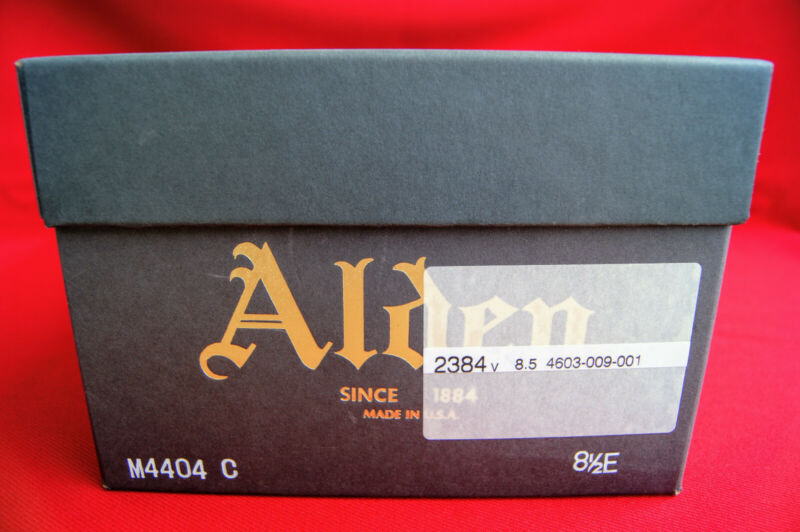 Alden
2384 v 8.5 4603-009-001
SINCE 1884
MADE IN U.S.A.
M4404 C 8½E